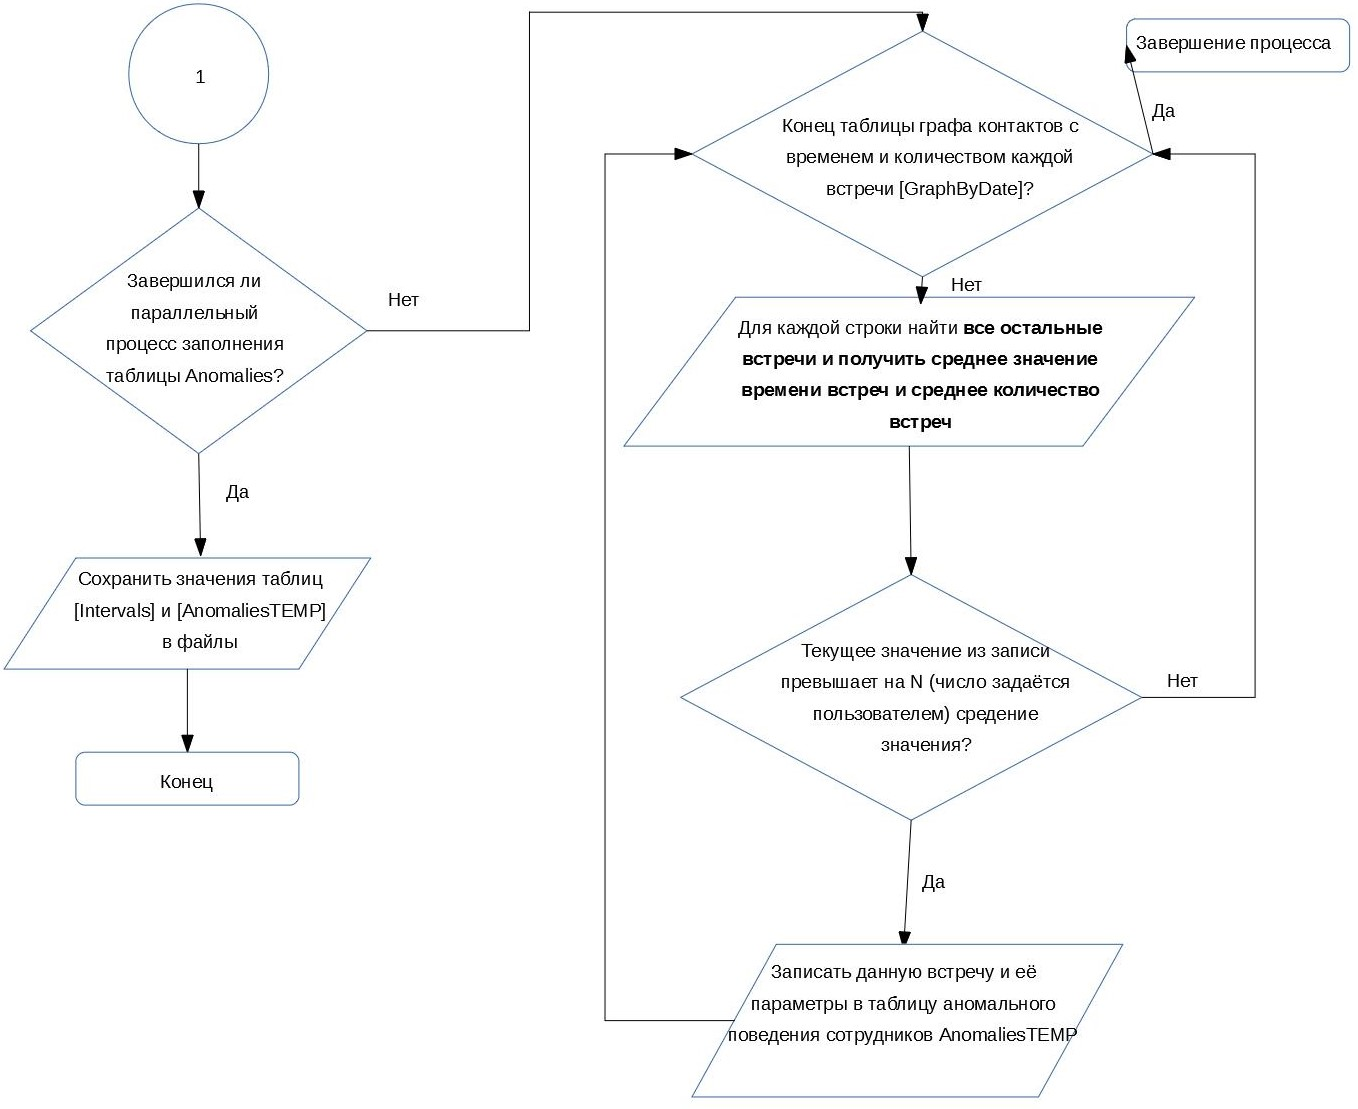 1
Завершился ли
параллельный
процесс заполнения
таблицы Anomalies?
Нет
Да
Сохранить значения таблиц
[Intervals] и [AnomaliesTEMP]
в файлы
Конец
Конец таблицы графа контактов с
временем и количеством каждой
встречи [GraphByDate]?
Да
Завершение процесса
Нет
Для каждой строки найти все остальные
встречи и получить среднее значение
времени встреч и среднее количество
встреч
Текущее значение из записи
превышает на N (число задаётся
пользователем) средение
значения?
Нет
Да
Записать данную встречу и её
параметры в таблицу аномального
поведения сотрудников AnomaliesTEMP